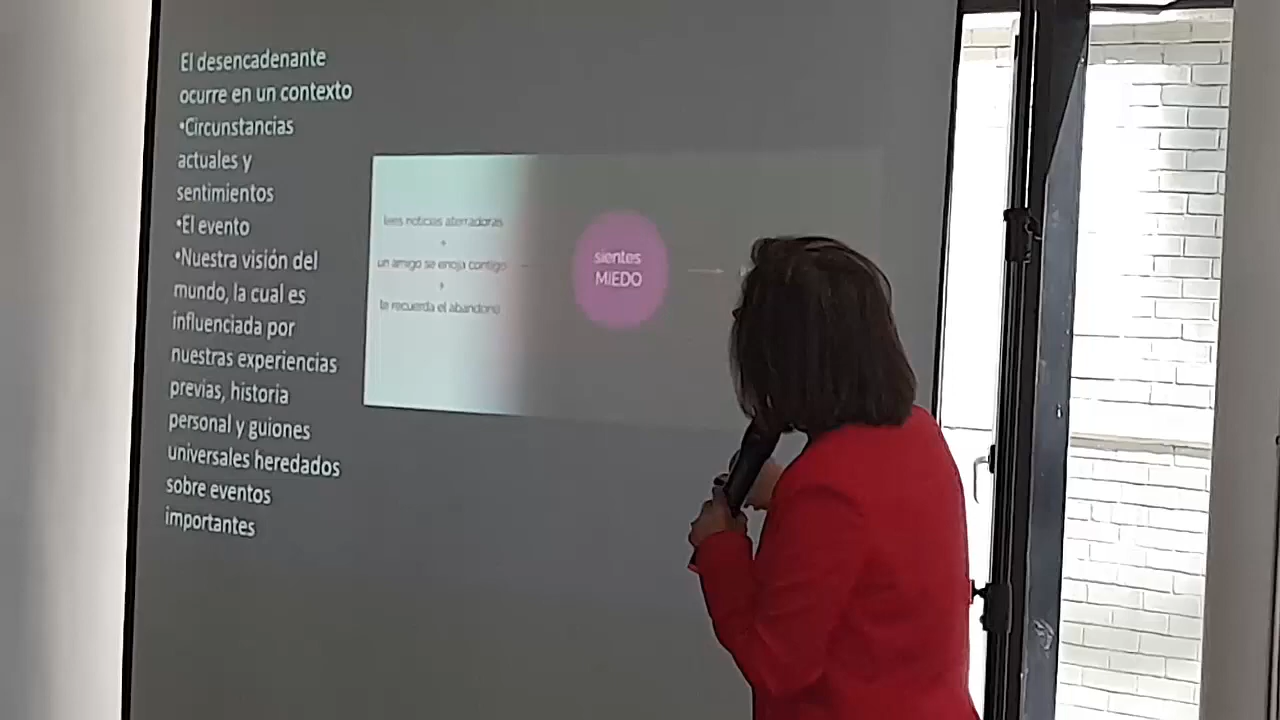 El desencadenante
ocurre en un contexto
•Circunstancias
actuales y
sentimientos
•El evento
•Nuestra visión del
mundo, la cual es
influenciada por
nuestras experiencias
previas, historia
personal y guiones
universales heredados
sobre eventos
importantes
lees noticias aterradoras
+
un amigo se enoja contigo
+
te recuerda el abandono
sientes
MIEDO